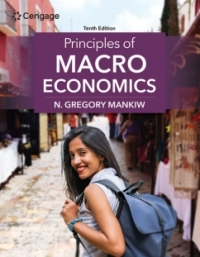 Cengage
Tenth Edition
Principles of
MACRO
ECONOMICS
N. GREGORY MANKIW